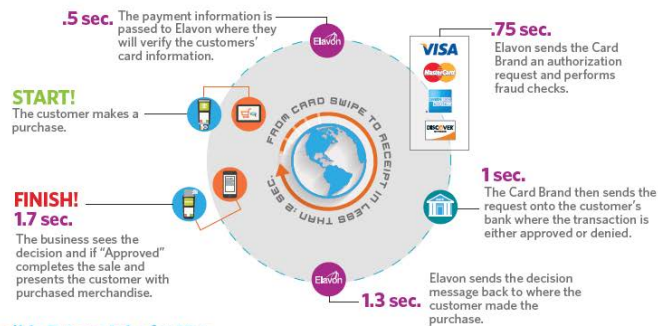 .5 sec. The payment information is
passed to Elavon where they
will verify the customers'
card information.
Elavon
.75 sec.
Elavon sends the Card
Brand an authorization
request and performs
fraud checks.
VISA
MasterCard
AMERICAN EXPRESS
DISCOVER
START!
The customer makes a
purchase.
FROM CARD SWIPE TO RECEIPT IN LESS THAN 12 SEC.
1 sec.
The Card Brand then sends the
request onto the customer's
bank where the transaction is
either approved or denied.
FINISH!
1.7 sec.
The business sees the
decision and if "Approved"
completes the sale and
presents the customer with
purchased merchandise.
Elavon
1.3 sec.
Elavon sends the decision
message back to where the
customer made the
purchase.